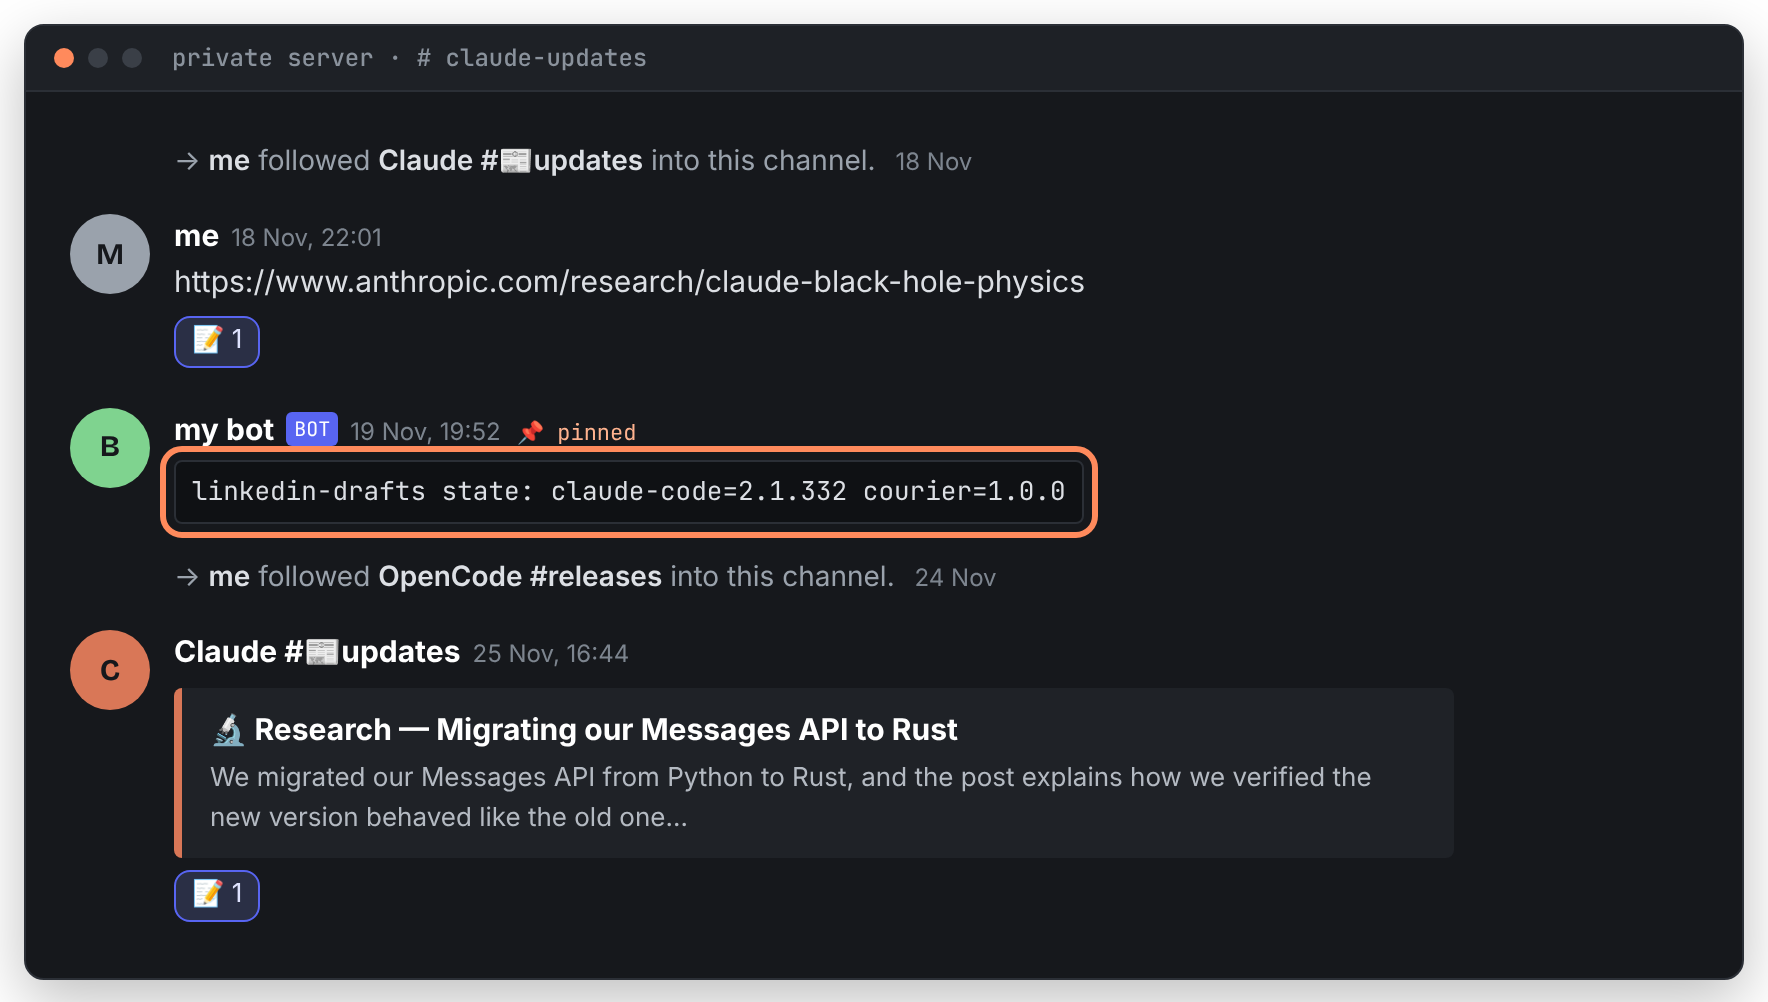 private server · # claude-updates
→ me followed Claude #📰updates into this channel. 18 Nov
M
me 18 Nov, 22:01
https://www.anthropic.com/research/claude-black-hole-physics
📝 1
B
my bot BOT 19 Nov, 19:52 📌 pinned
linkedin-drafts state: claude-code=2.1.332 courier=1.0.0
→ me followed OpenCode #releases into this channel. 24 Nov
C
Claude #📰updates 25 Nov, 16:44
🔬 Research — Migrating our Messages API to Rust
We migrated our Messages API from Python to Rust, and the post explains how we verified the
new version behaved like the old one...
📝 1